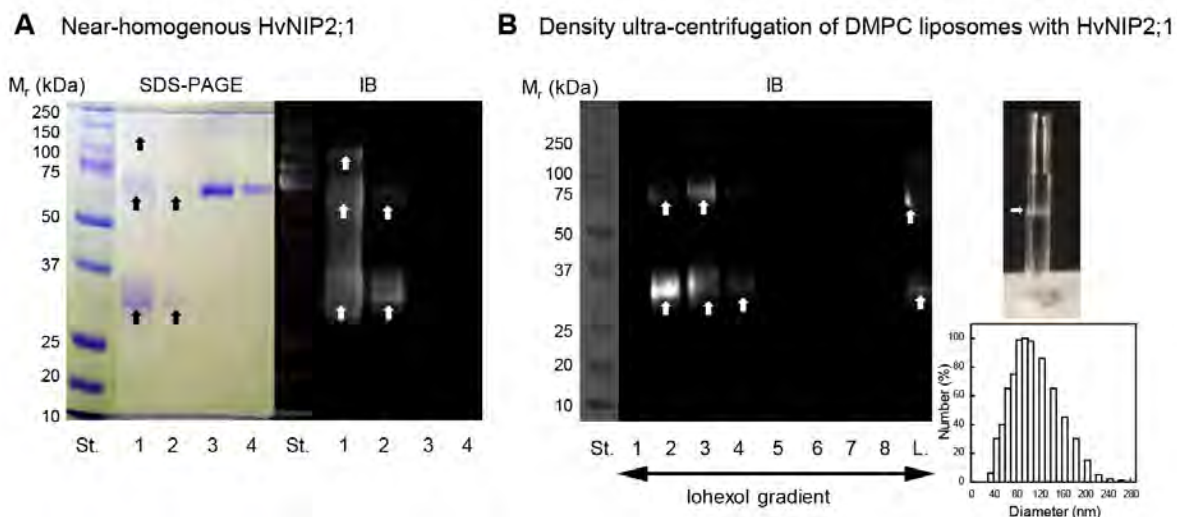 A Near-homogenous HvNIP2;1
Mr (kDa) SDS-PAGE IB
250
150
100
75
50
37
25
20
10
St. 1 2 3 4 St. 1 2 3 4
B Density ultra-centrifugation of DMPC liposomes with HvNIP2;1
Mr (kDa) IB
250
100
75
50
37
25
20
10
St. 1 2 3 4 5 6 7 8 L.
Iohexol gradient
Number (%)
100
80
60
30
0
0 40 80 120 160 200 240 280
Diameter (nm)